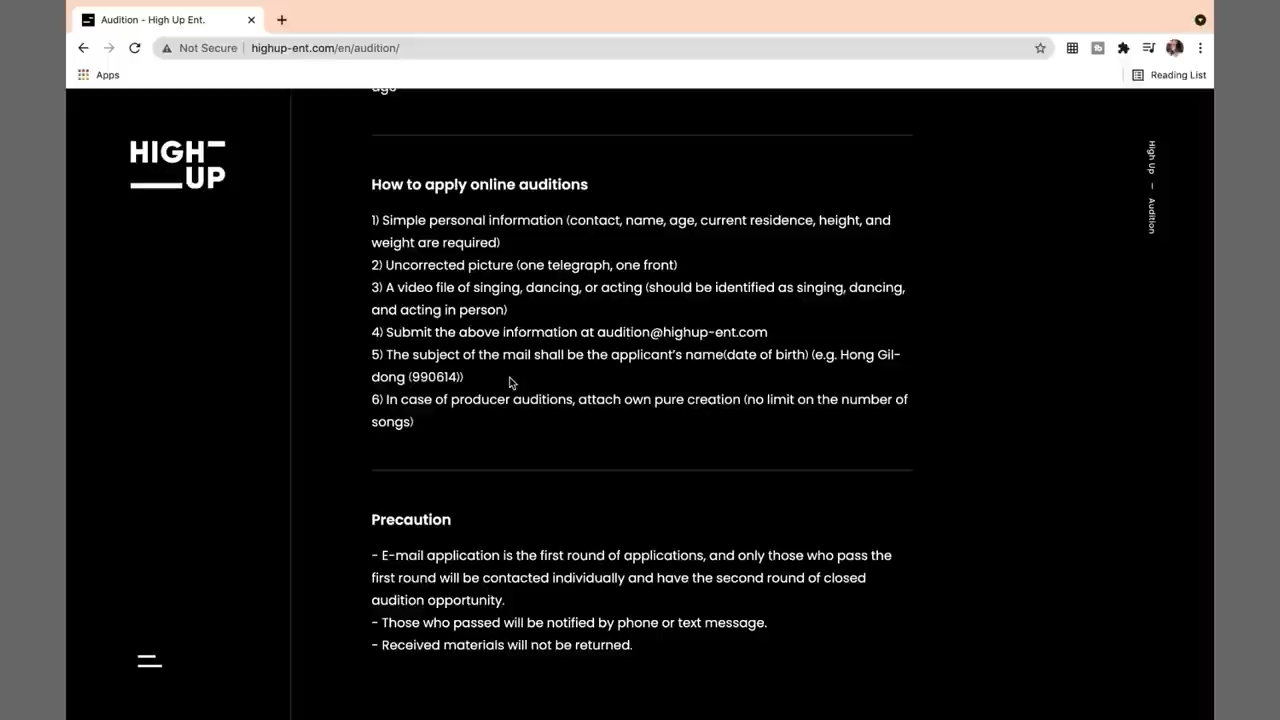 Audition - High Up Ent.
Not Secure highup-ent.com/en/audition/
Apps
Reading List
ago
HIGH
UP
High Up — Audition
How to apply online auditions
1) Simple personal information (contact, name, age, current residence, height, and
weight are required)
2) Uncorrected picture (one telegraph, one front)
3) A video file of singing, dancing, or acting (should be identified as singing, dancing,
and acting in person)
4) Submit the above information at audition@highup-ent.com
5) The subject of the mail shall be the applicant's name(date of birth) (e.g. Hong Gil-
dong (990614))
6) In case of producer auditions, attach own pure creation (no limit on the number of
songs)
Precaution
- E-mail application is the first round of applications, and only those who pass the
first round will be contacted individually and have the second round of closed
audition opportunity.
- Those who passed will be notified by phone or text message.
- Received materials will not be returned.